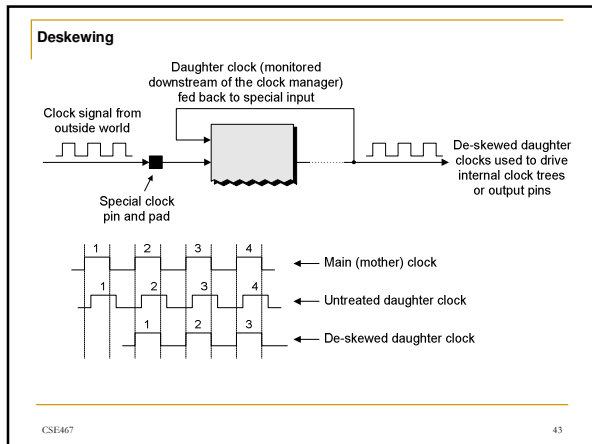 Deskewing
Daughter clock (monitored
downstream of the clock manager)
fed back to special input
Clock signal from
outside world
De-skewed daughter
clocks used to drive
internal clock trees
or output pins
Special clock
pin and pad
1 2 3 4
Main (mother) clock
1 2 3 4
Untreated daughter clock
1 2 3
De-skewed daughter clock
CSE467
43